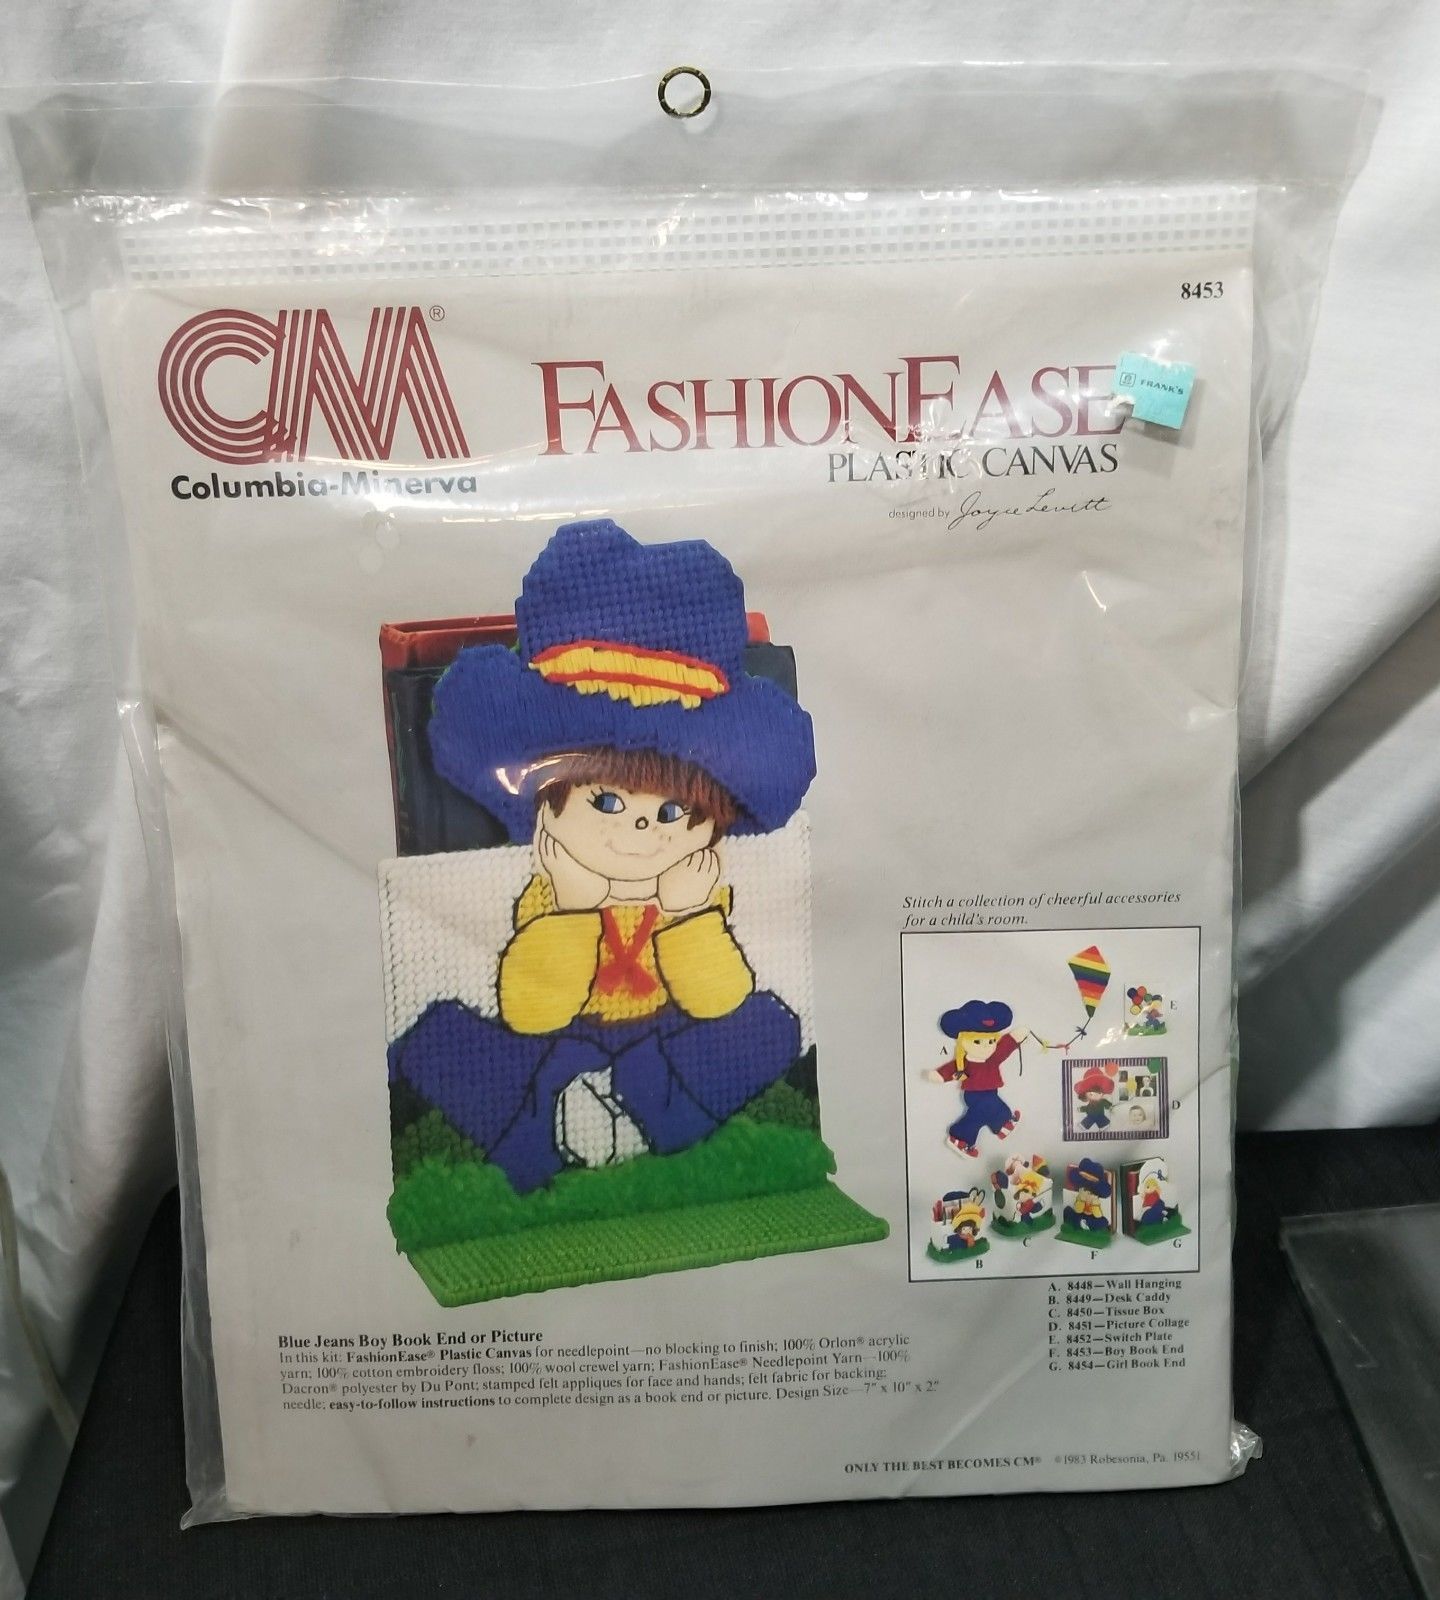 8453
CM®
Columbia-Minerva
FASHIONEASE
FRANK'S
PLASTIC CANVAS
designed by Joyce Levitt
Stitch a collection of cheerful accessories
for a child's room.
A
E
D
B
C
F
G
A. 8448—Wall Hanging
B. 8449—Desk Caddy
C. 8450—Tissue Box
D. 8451—Picture Collage
E. 8452—Switch Plate
F. 8453—Boy Book End
G. 8454—Girl Book End
Blue Jeans Boy Book End or Picture
In this kit: FashionEase® Plastic Canvas for needlepoint—no blocking to finish; 100% Orlon® acrylic
yarn; 100% cotton embroidery floss; 100% wool crewel yarn; FashionEase® Needlepoint Yarn—100%
Dacron® polyester by Du Pont; stamped felt appliques for face and hands; felt fabric for backing;
needle; easy-to-follow instructions to complete design as a book end or picture. Design Size—7" x 10" x 2"
ONLY THE BEST BECOMES CM® ©1983 Robesonia, Pa. 19551